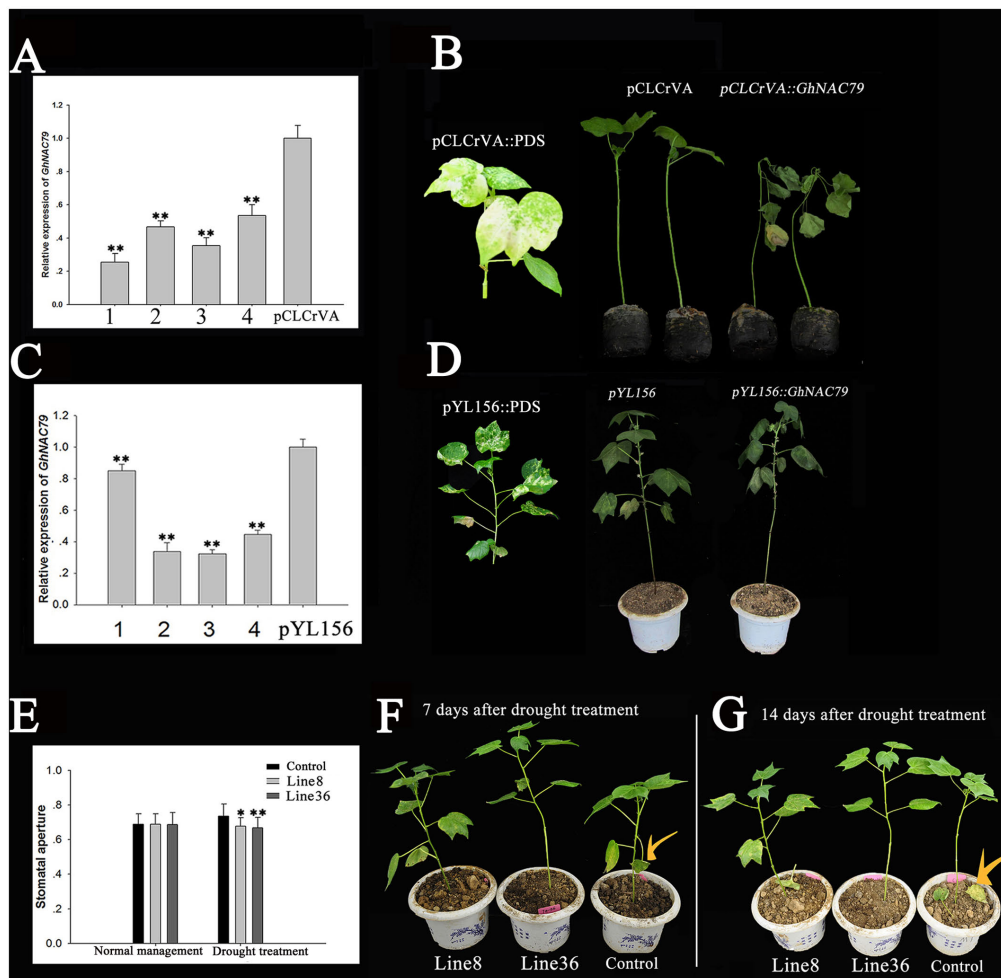 A
Relative expression of GhNAC79
1.2
1.0
.8
.6
.4
.2
0.0
**
**
**
**
1 2 3 4 pCLCrVA
B
pCLCrVA::PDS
pCLCrVA pCLCrVA::GhNAC79
C
Relative expression of GhNAC79
1.2
1.0
.8
.6
.4
.2
0.0
**
**
**
**
1 2 3 4 pYL156
D
pYL156::PDS
pYL156 pYL156::GhNAC79
E
Stomatal aperture
1.0
.8
.6
.4
.2
0.0
Control
Line8
Line36
* **
Normal management Drought treatment
F
7 days after drought treatment
Line8 Line36 Control
G
14 days after drought treatment
Line8 Line36 Control